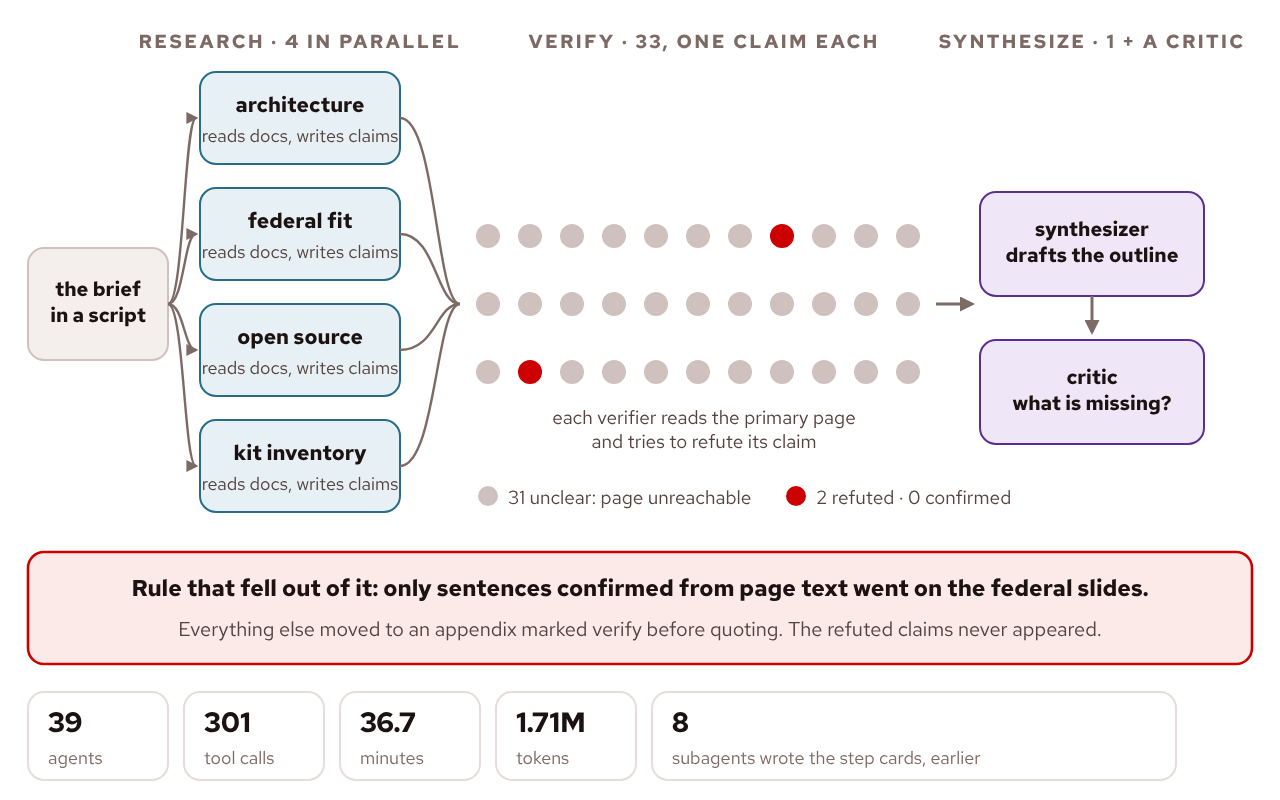 RESEARCH · 4 IN PARALLEL
VERIFY · 33, ONE CLAIM EACH
SYNTHESIZE · 1 + A CRITIC
the brief
in a script
architecture
reads docs, writes claims
federal fit
reads docs, writes claims
open source
reads docs, writes claims
kit inventory
reads docs, writes claims
each verifier reads the primary page
and tries to refute its claim
31 unclear: page unreachable
2 refuted · 0 confirmed
synthesizer
drafts the outline
critic
what is missing?
Rule that fell out of it: only sentences confirmed from page text went on the federal slides.
Everything else moved to an appendix marked verify before quoting. The refuted claims never appeared.
39
agents
301
tool calls
36.7
minutes
1.71M
tokens
8
subagents wrote the step cards, earlier